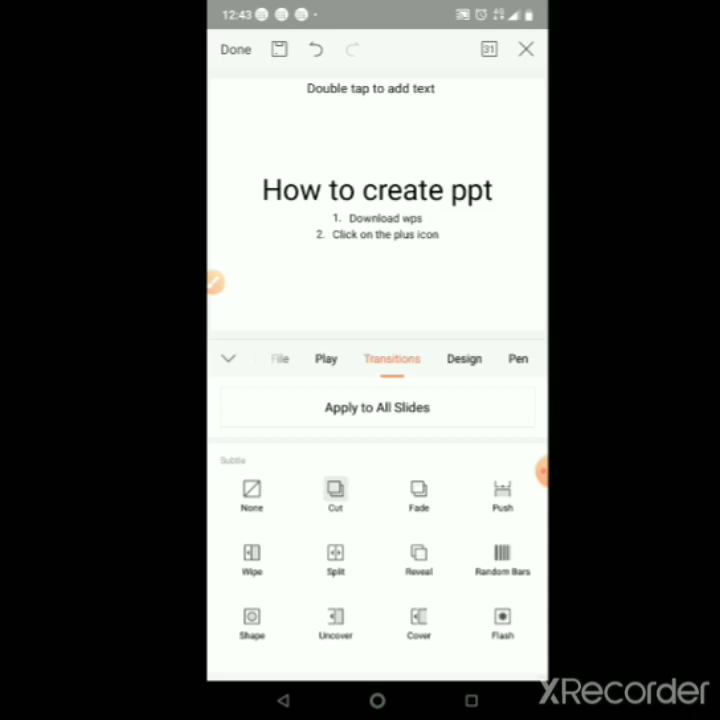 12:43
Done
31
Double tap to add text
How to create ppt
1. Download wps
2. Click on the plus icon
File Play Transitions Design Pen
Apply to All Slides
Subtle
None Cut Fade Push
Wipe Split Reveal Random Bars
Shape Uncover Cover Flash
XRecorder